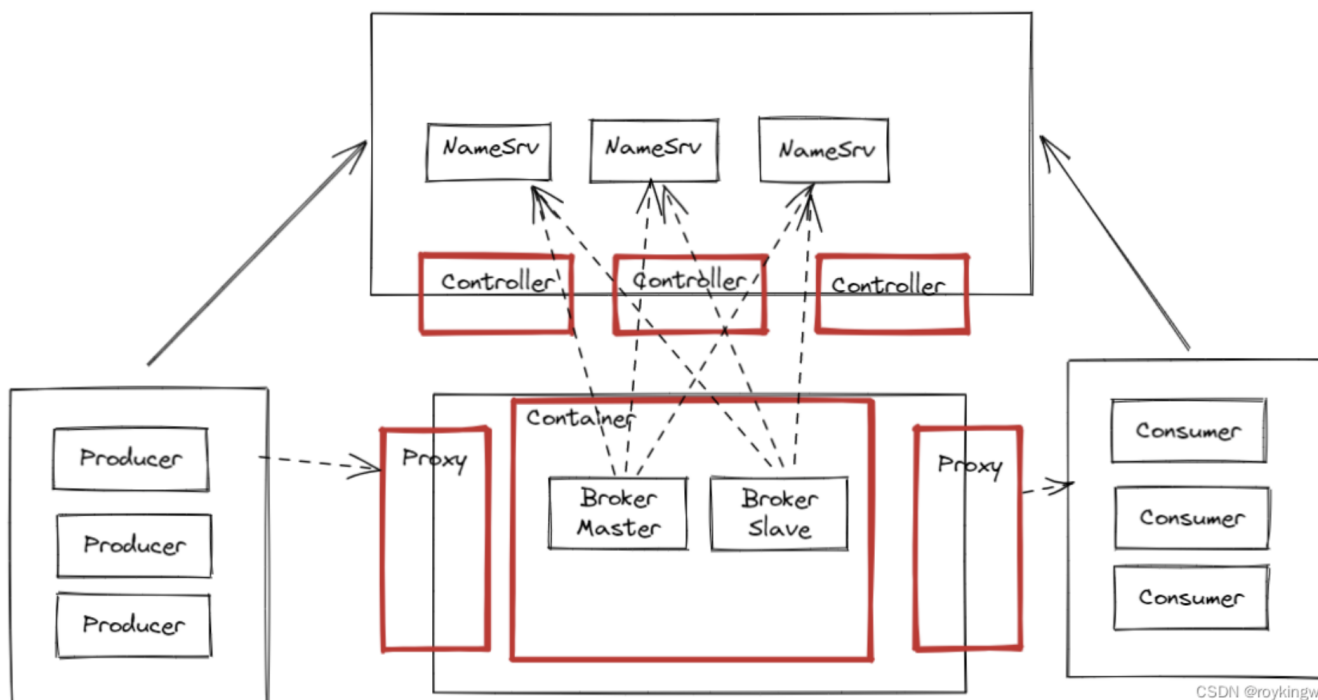 NameSrv
NameSrv
NameSrv
Controller
Controller
Controller
Container
Producer
Producer
Producer
Proxy
Broker
Master
Broker
Slave
Proxy
Consumer
Consumer
Consumer
CSDN @roykingw